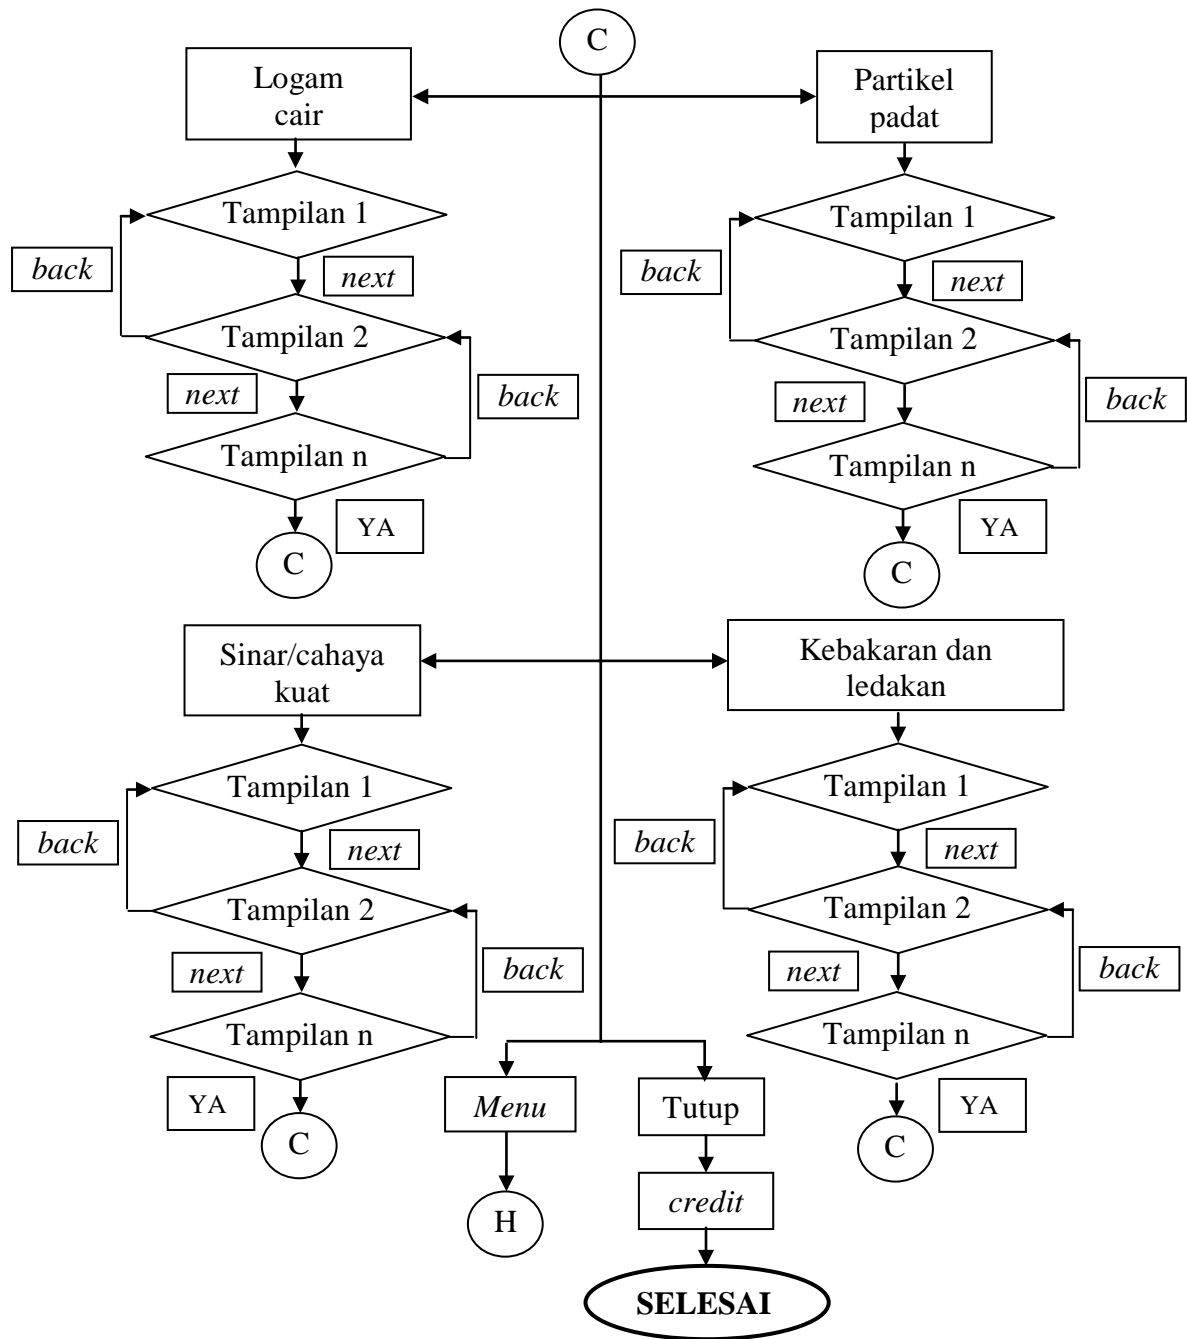 C
Logam
cair
Partikel
padat
Tampilan 1
back
next
Tampilan 2
next
back
Tampilan n
YA
C
Tampilan 1
back
next
Tampilan 2
next
back
Tampilan n
YA
C
Sinar/cahaya
kuat
Kebakaran dan
ledakan
Tampilan 1
back
next
Tampilan 2
next
back
Tampilan n
YA
C
Tampilan 1
back
next
Tampilan 2
next
back
Tampilan n
YA
C
Menu
H
Tutup
credit
SELESAI